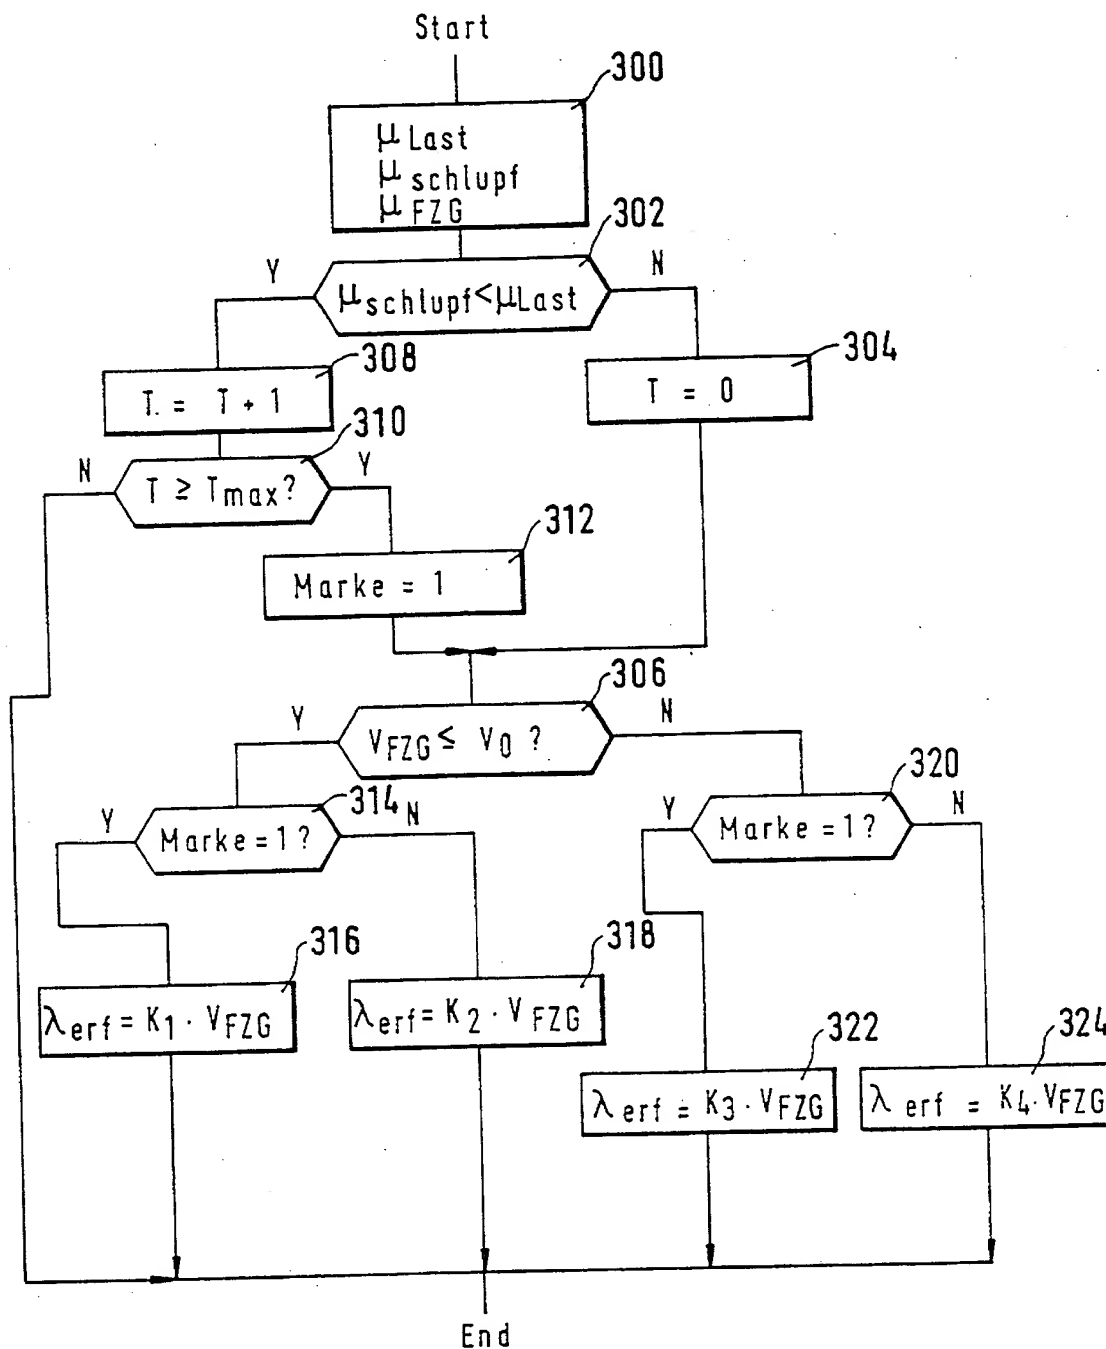 Start
300
μ Last
μ schlupf
μ FZG
302
Y
N
μschlupf<μLast
308
304
T. = T + 1
T = 0
310
N
Y
T ≥ Tmax?
312
Marke = 1
306
Y
N
VFZG ≤ V0 ?
314
320
Y
N
Y
N
Marke = 1?
Marke = 1?
316
318
λerf = K1 · VFZG
λerf = K2 · VFZG
322
324
λerf = K3 · VFZG
λerf = K4 · VFZG
End